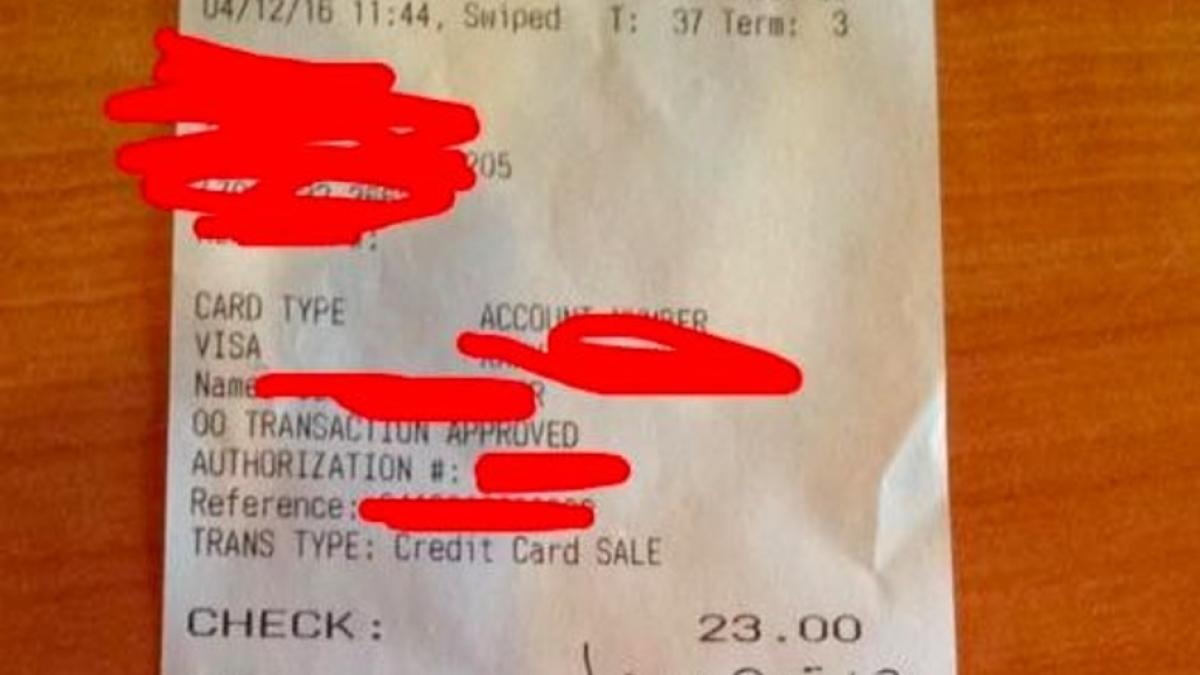 04/12/16 11:44, Swiped T: 37 Term: 3
205
CARD TYPE ACCOUNT NUMBER
VISA
Name
00 TRANSACTION APPROVED
AUTHORIZATION #:
Reference:
TRANS TYPE: Credit Card SALE
CHECK: 23.00